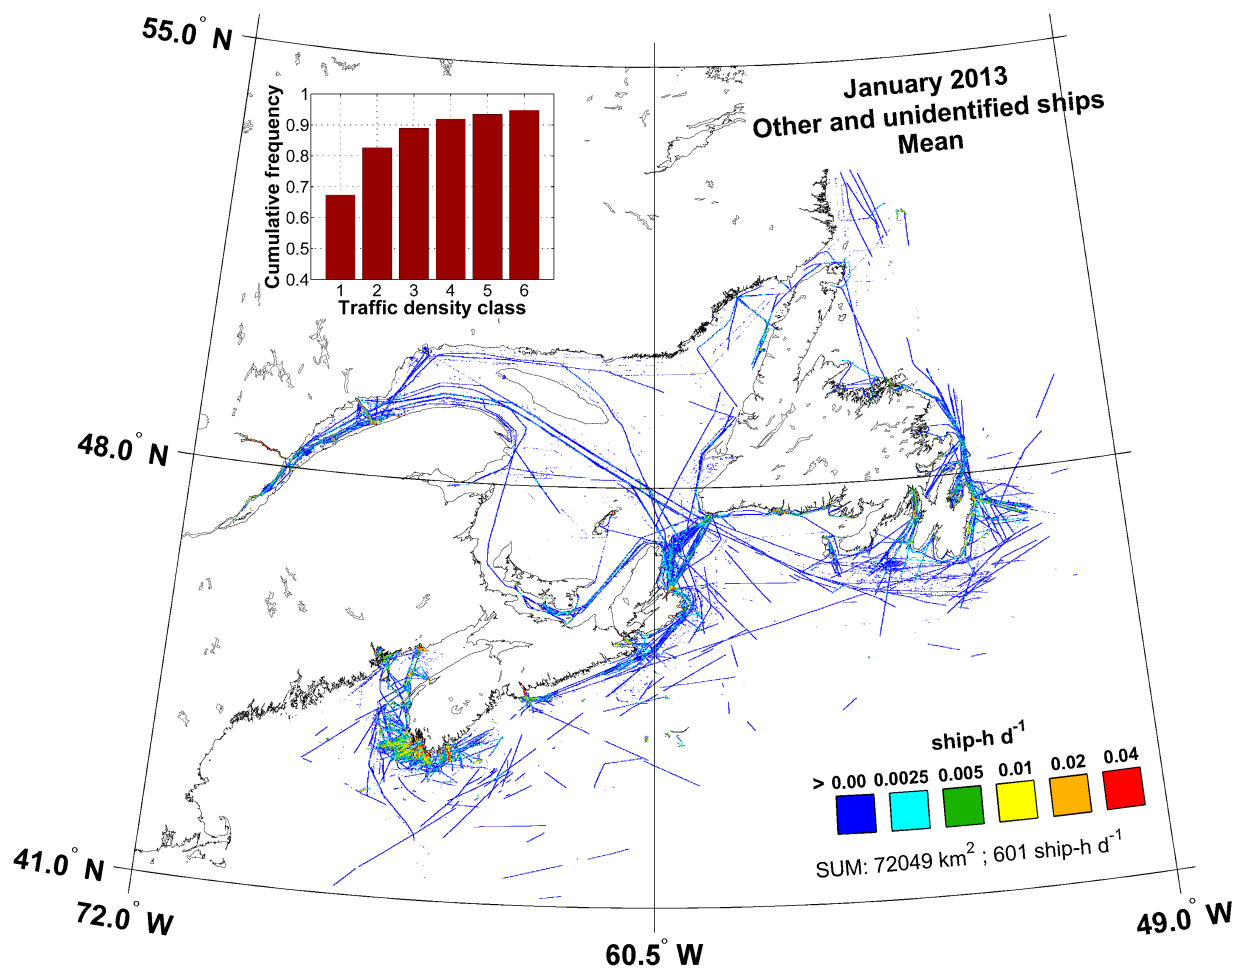 55.0° N
January 2013
Other and unidentified ships
Mean
Cumulative frequency
1
0.9
0.8
0.7
0.6
0.5
0.4
1 2 3 4 5 6
Traffic density class
48.0° N
ship-h d-1
> 0.00 0.0025 0.005 0.01 0.02 0.04
SUM: 72049 km2 ; 601 ship-h d-1
41.0° N
72.0° W
60.5° W
49.0° W